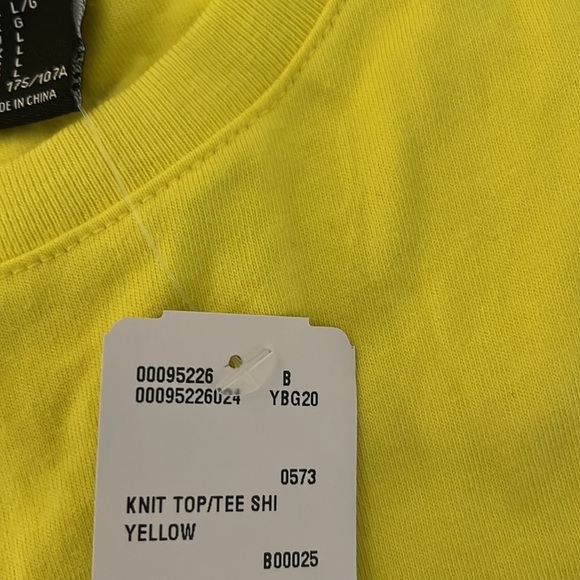 L/G
G
L
L
L
175/107A
DE IN CHINA
00095226 B
00095226024 YBG20
0573
KNIT TOP/TEE SHI
YELLOW
B00025